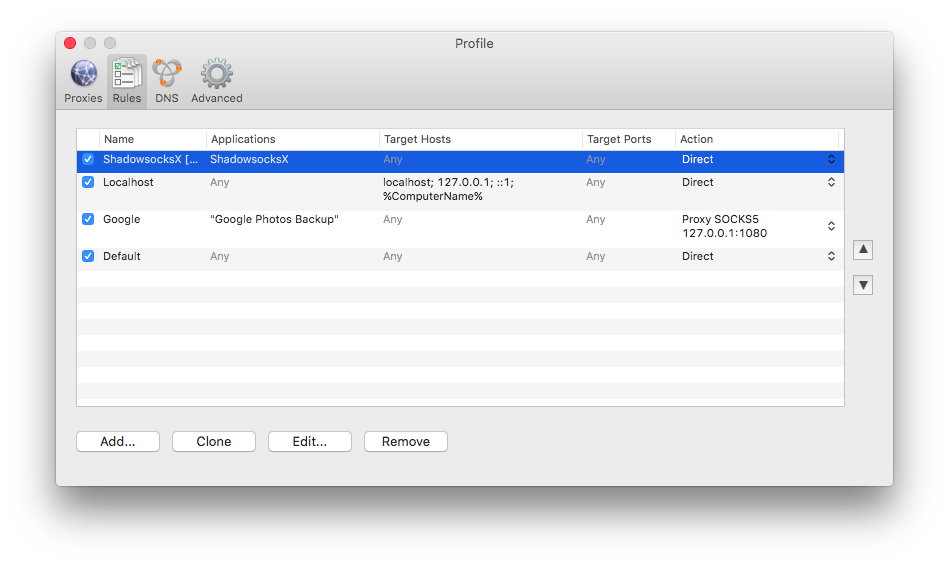 Profile
Proxies Rules DNS Advanced
Name Applications Target Hosts Target Ports Action
ShadowsocksX [... ShadowsocksX Any Any Direct
Localhost Any localhost; 127.0.0.1; ::1; Any Direct
%ComputerName%
Google "Google Photos Backup" Any Any Proxy SOCKS5
127.0.0.1:1080
Default Any Any Any Direct
Add... Clone Edit... Remove